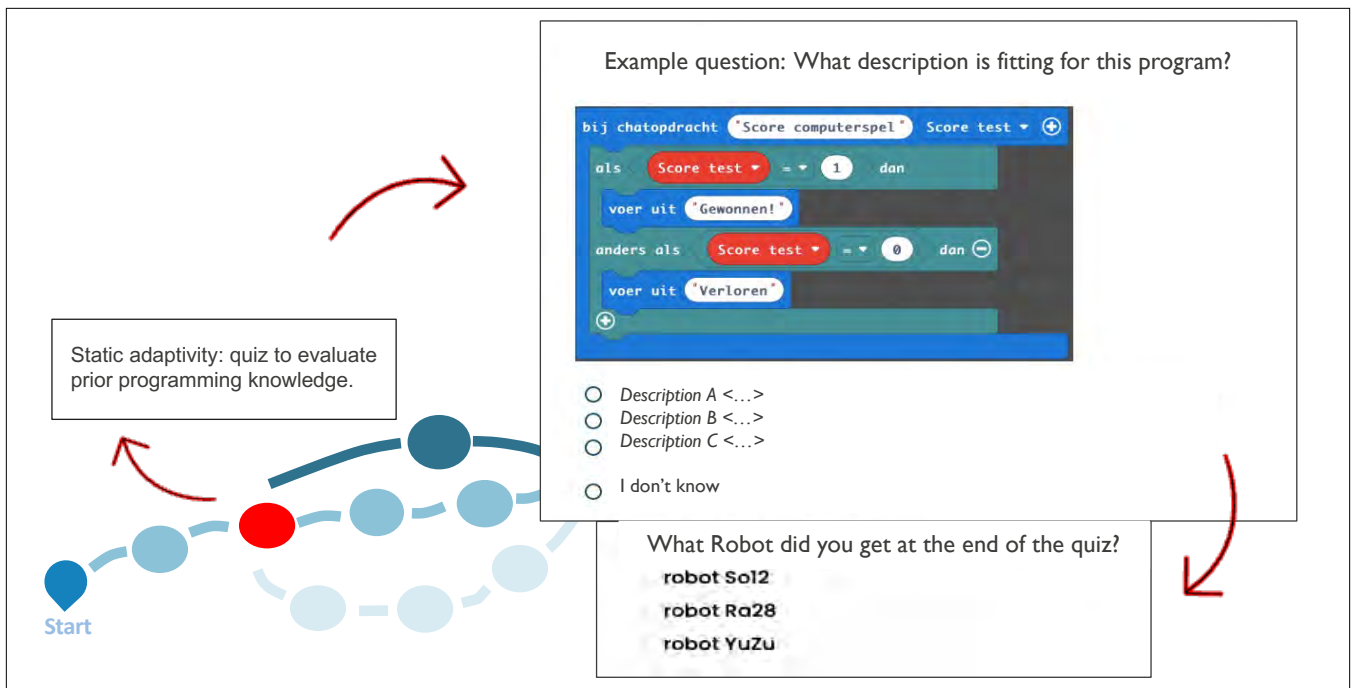 Example question: What description is fitting for this program?
bij chatopdracht "Score computerspel" Score test
als Score test = 1 dan
voer uit "Gewonnen!"
anders als Score test = 0 dan
voer uit "Verloren"
Description A <…>
Description B <…>
Description C <…>
I don't know
Static adaptivity: quiz to evaluate
prior programming knowledge.
Start
What Robot did you get at the end of the quiz?
robot So12
robot Ra28
robot YuZu